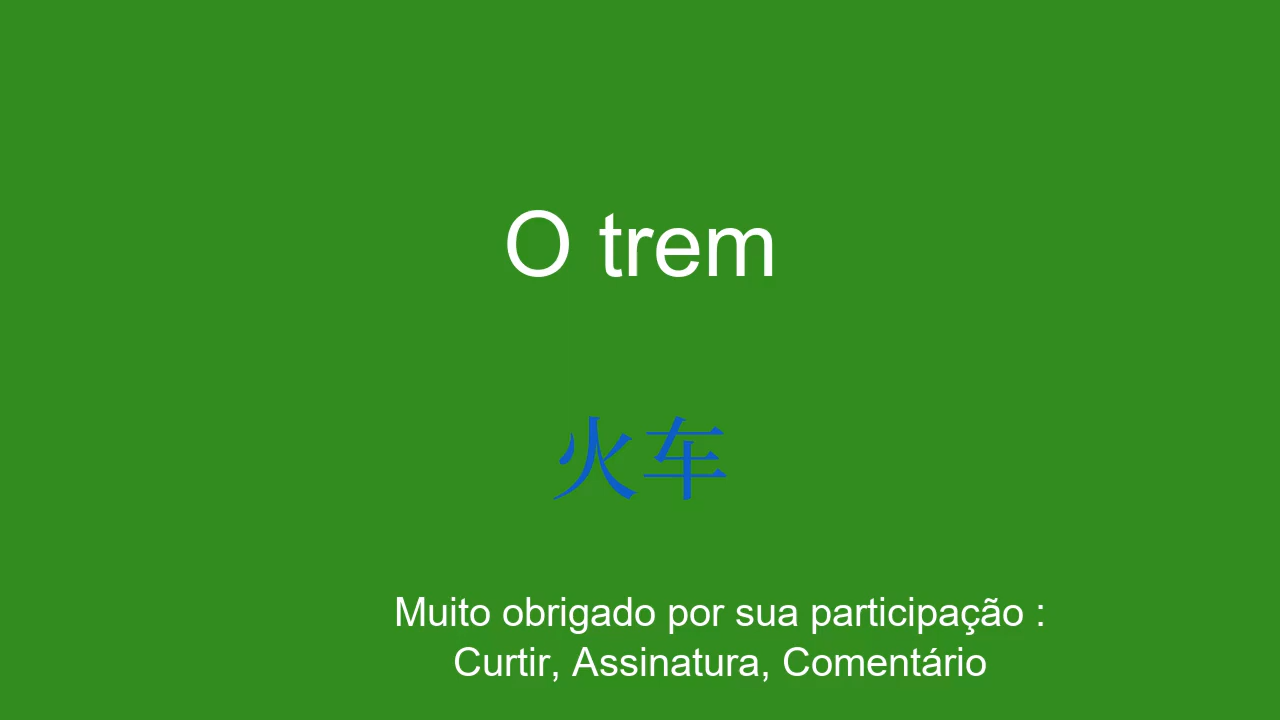 O trem
火车
Muito obrigado por sua participação :
Curtir, Assinatura, Comentário